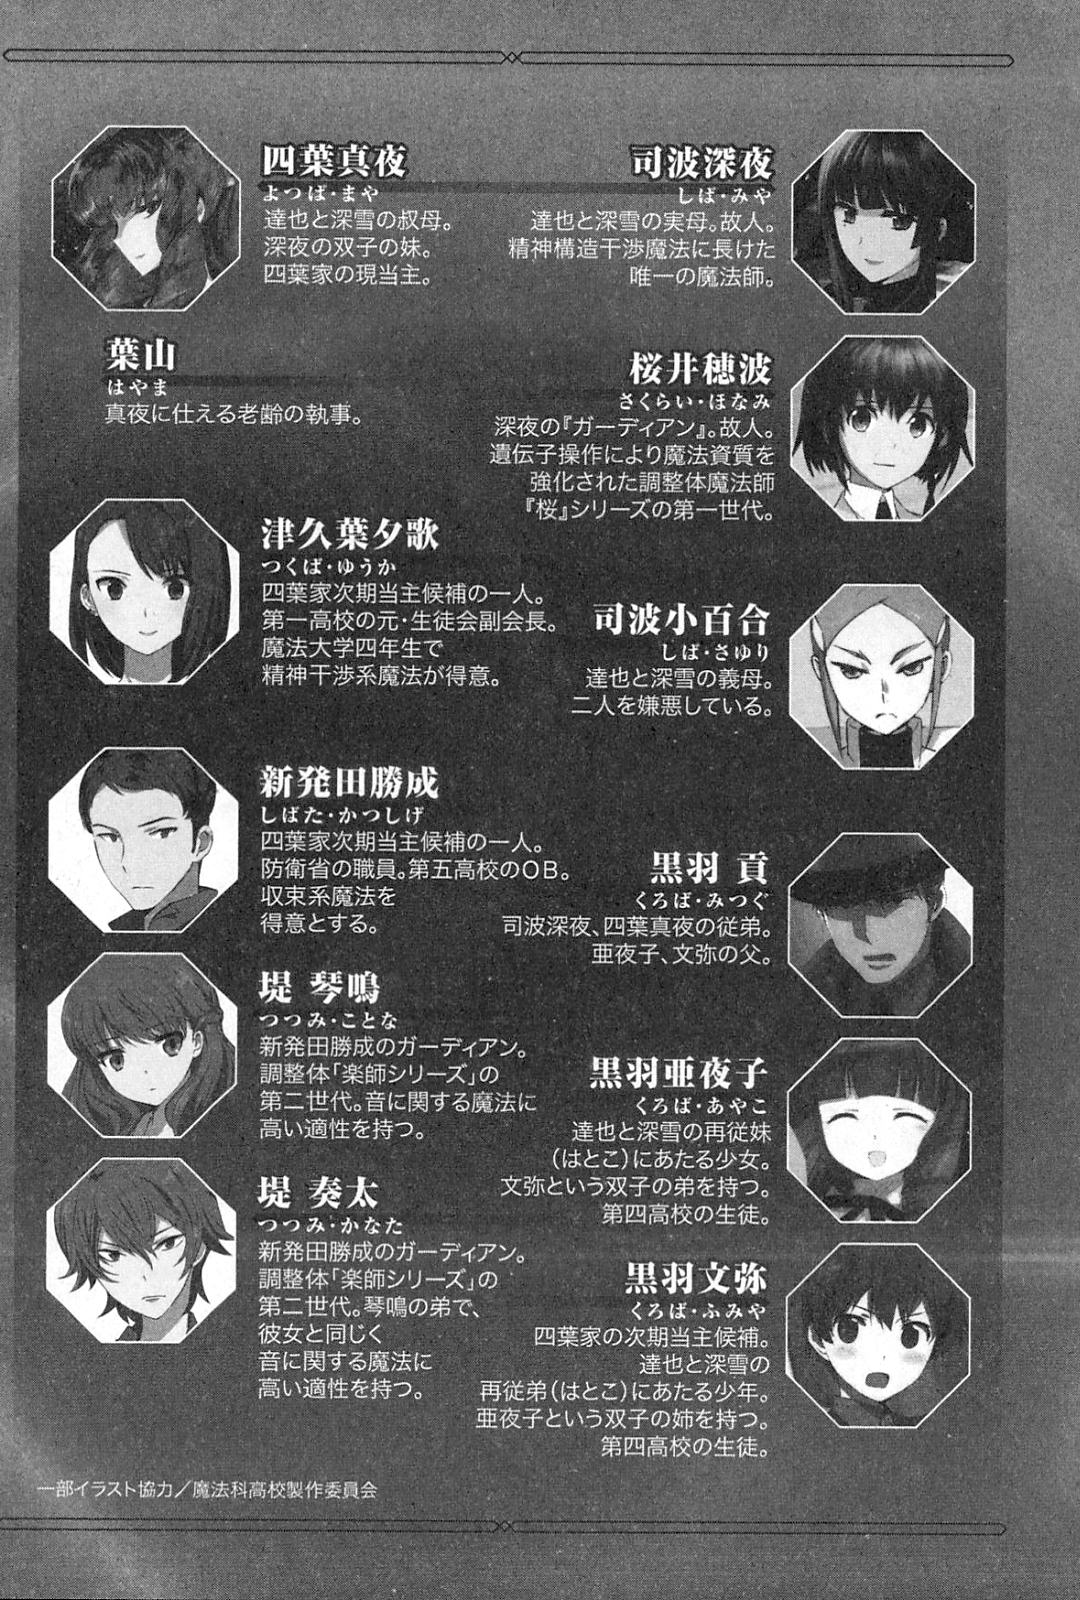 四葉真夜
よつば・まや
達也と深雪の叔母。
深夜の双子の妹。
四葉家の現当主。
葉山
はやま
真夜に仕える老齢の執事。
津久葉夕歌
つくば・ゆうか
四葉家次期当主候補の一人。
第一高校の元・生徒会副会長。
魔法大学四年生で
精神干渉系魔法が得意。
新発田勝成
しばた・かつしげ
四葉家次期当主候補の一人。
防衛省の職員。第五高校のOB。
収束系魔法を
得意とする。
堤 琴鳴
つつみ・ことな
新発田勝成のガーディアン。
調整体「楽師シリーズ」の
第二世代。音に関する魔法に
高い適性を持つ。
堤 奏太
つつみ・かなた
新発田勝成のガーディアン。
調整体「楽師シリーズ」の
第二世代。琴鳴の弟で、
彼女と同じく
音に関する魔法に
高い適性を持つ。
司波深夜
しば・みや
達也と深雪の実母。故人。
精神構造干渉魔法に長けた
唯一の魔法師。
桜井穂波
さくらい・ほなみ
深夜の『ガーディアン』。故人。
遺伝子操作により魔法資質を
強化された調整体魔法師
『桜』シリーズの第一世代。
司波小百合
しば・さゆり
達也と深雪の義母。
二人を嫌悪している。
黒羽 貢
くろば・みつぐ
司波深夜、四葉真夜の従弟。
亜夜子、文弥の父。
黒羽亜夜子
くろば・あやこ
達也と深雪の再従妹
（はとこ）にあたる少女。
文弥という双子の弟を持つ。
第四高校の生徒。
黒羽文弥
くろば・ふみや
四葉家の次期当主候補。
達也と深雪の
再従弟（はとこ）にあたる少年。
亜夜子という双子の姉を持つ。
第四高校の生徒。
一部イラスト協力／魔法科高校製作委員会